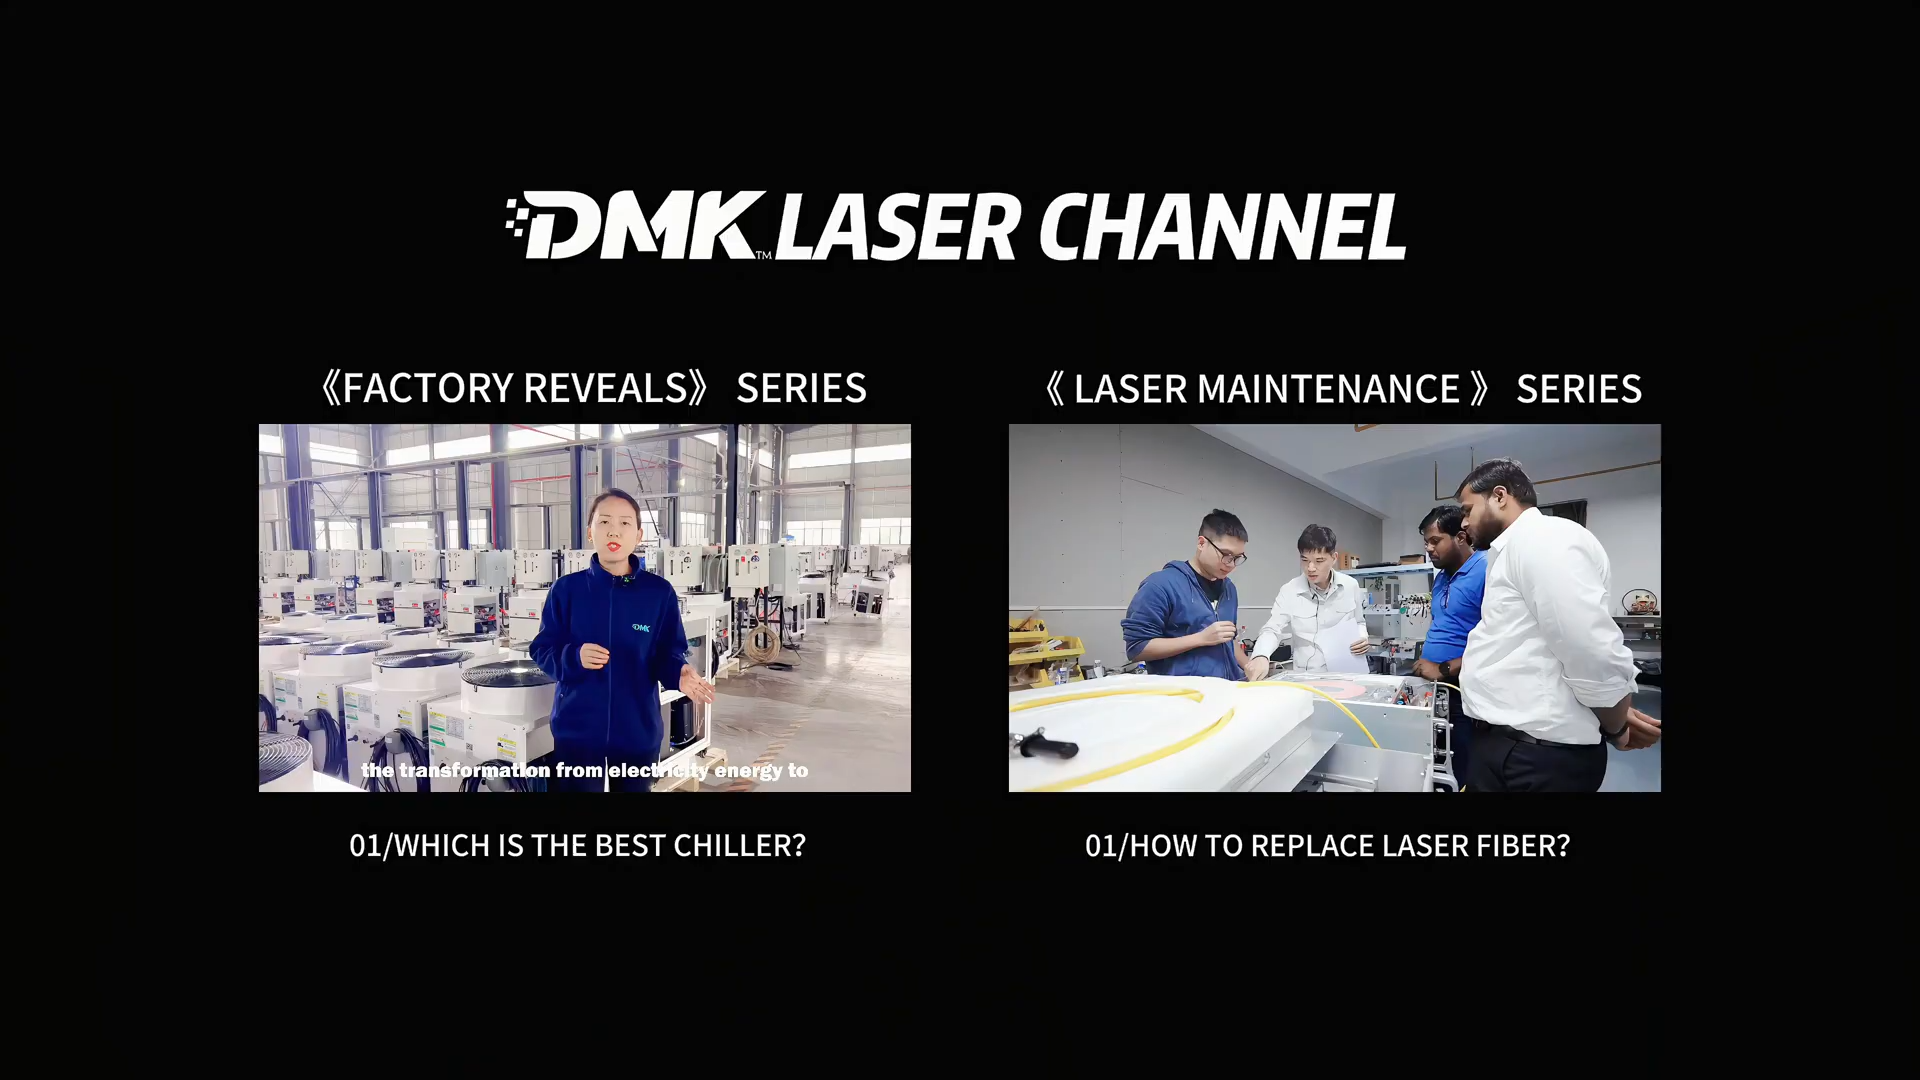 DMK™ LASER CHANNEL
《FACTORY REVEALS》 SERIES
《 LASER MAINTENANCE 》 SERIES
DMK
the transformation from electricity energy to
01/WHICH IS THE BEST CHILLER?
01/HOW TO REPLACE LASER FIBER?